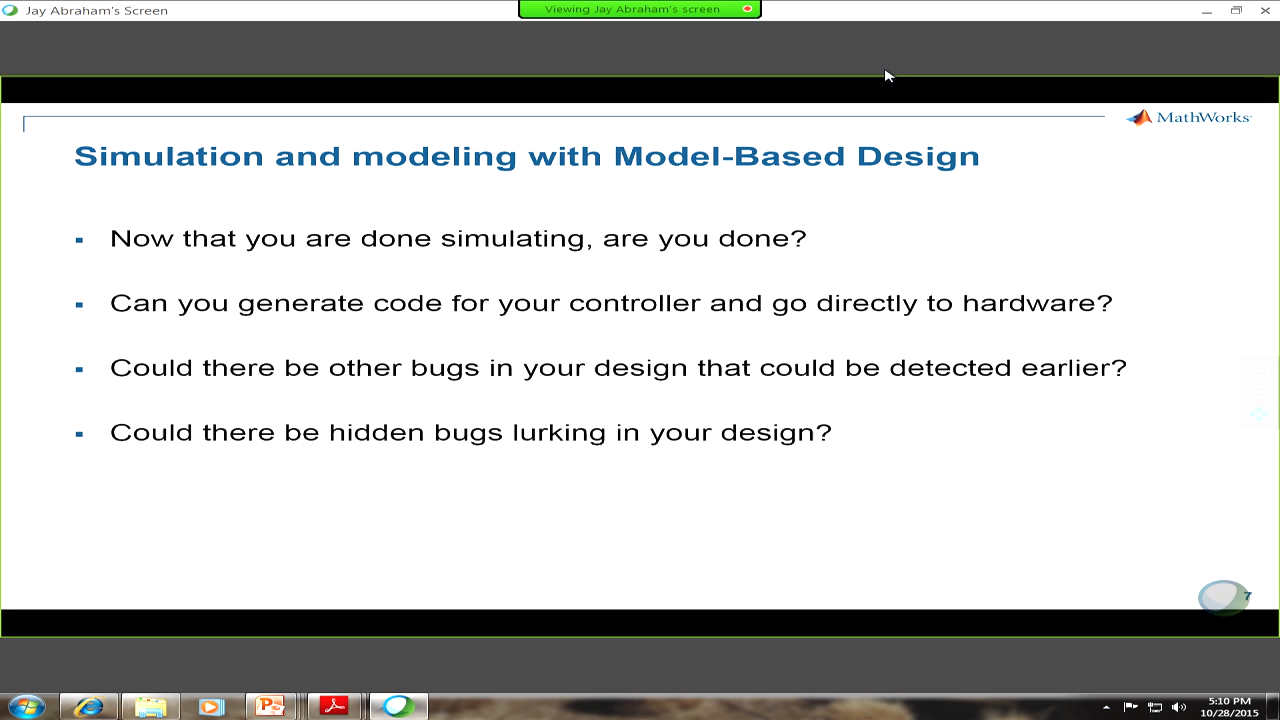 Jay Abraham's Screen
Viewing Jay Abraham's screen
MathWorks
Simulation and modeling with Model-Based Design
Now that you are done simulating, are you done?
Can you generate code for your controller and go directly to hardware?
Could there be other bugs in your design that could be detected earlier?
Could there be hidden bugs lurking in your design?
7
5:10 PM
10/28/2015